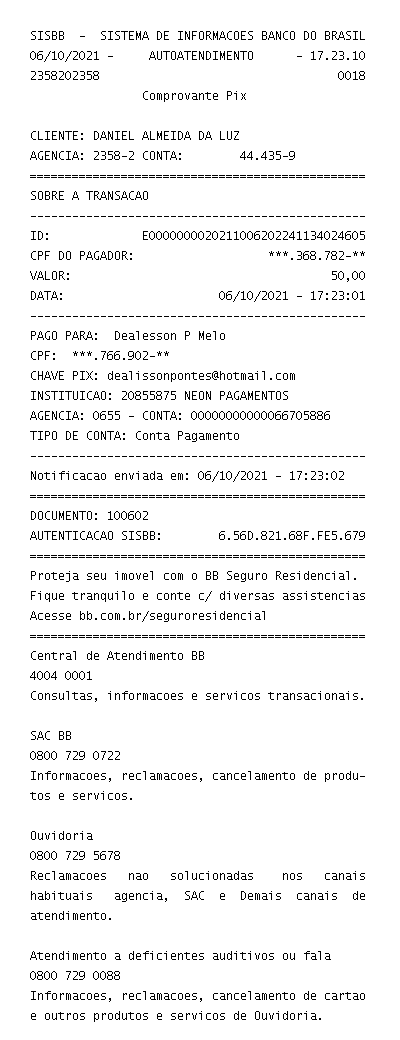 SISBB - SISTEMA DE INFORMACOES BANCO DO BRASIL
06/10/2021 - AUTOATENDIMENTO - 17.23.10
2358202358 0018
Comprovante Pix
CLIENTE: DANIEL ALMEIDA DA LUZ
AGENCIA: 2358-2 CONTA: 44.435-9
================================================
SOBRE A TRANSACAO
------------------------------------------------
ID: E0000000020211006202241134024605
CPF DO PAGADOR: ***.368.782-**
VALOR: 50,00
DATA: 06/10/2021 - 17:23:01
------------------------------------------------
PAGO PARA: Dealesson P Melo
CPF: ***.766.902-**
CHAVE PIX: dealissonpontes@hotmail.com
INSTITUICAO: 20855875 NEON PAGAMENTOS
AGENCIA: 0655 - CONTA: 00000000000066705886
TIPO DE CONTA: Conta Pagamento
------------------------------------------------
Notificacao enviada em: 06/10/2021 - 17:23:02
================================================
DOCUMENTO: 100602
AUTENTICACAO SISBB: 6.56D.821.68F.FE5.679
================================================
Proteja seu imovel com o BB Seguro Residencial.
Fique tranquilo e conte c/ diversas assistencias
Acesse bb.com.br/seguroresidencial
================================================
Central de Atendimento BB
4004 0001
Consultas, informacoes e servicos transacionais.
SAC BB
0800 729 0722
Informacoes, reclamacoes, cancelamento de produ-
tos e servicos.
Ouvidoria
0800 729 5678
Reclamacoes nao solucionadas nos canais
habituais agencia, SAC e Demais canais de
atendimento.
Atendimento a deficientes auditivos ou fala
0800 729 0088
Informacoes, reclamacoes, cancelamento de cartao
e outros produtos e servicos de Ouvidoria.